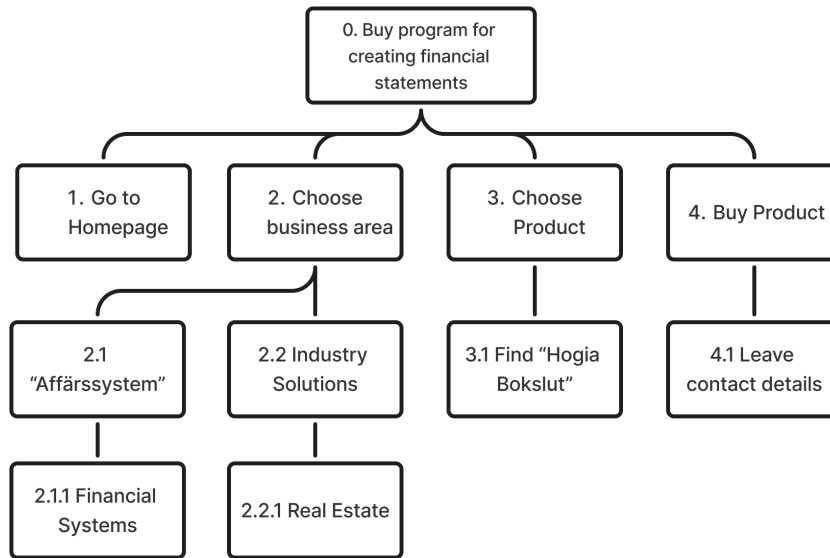 0. Buy program for
creating financial
statements
1. Go to
Homepage
2. Choose
business area
3. Choose
Product
4. Buy Product
2.1
“Affärssystem”
2.2 Industry
Solutions
3.1 Find “Hogia
Bokslut”
4.1 Leave
contact details
2.1.1 Financial
Systems
2.2.1 Real Estate